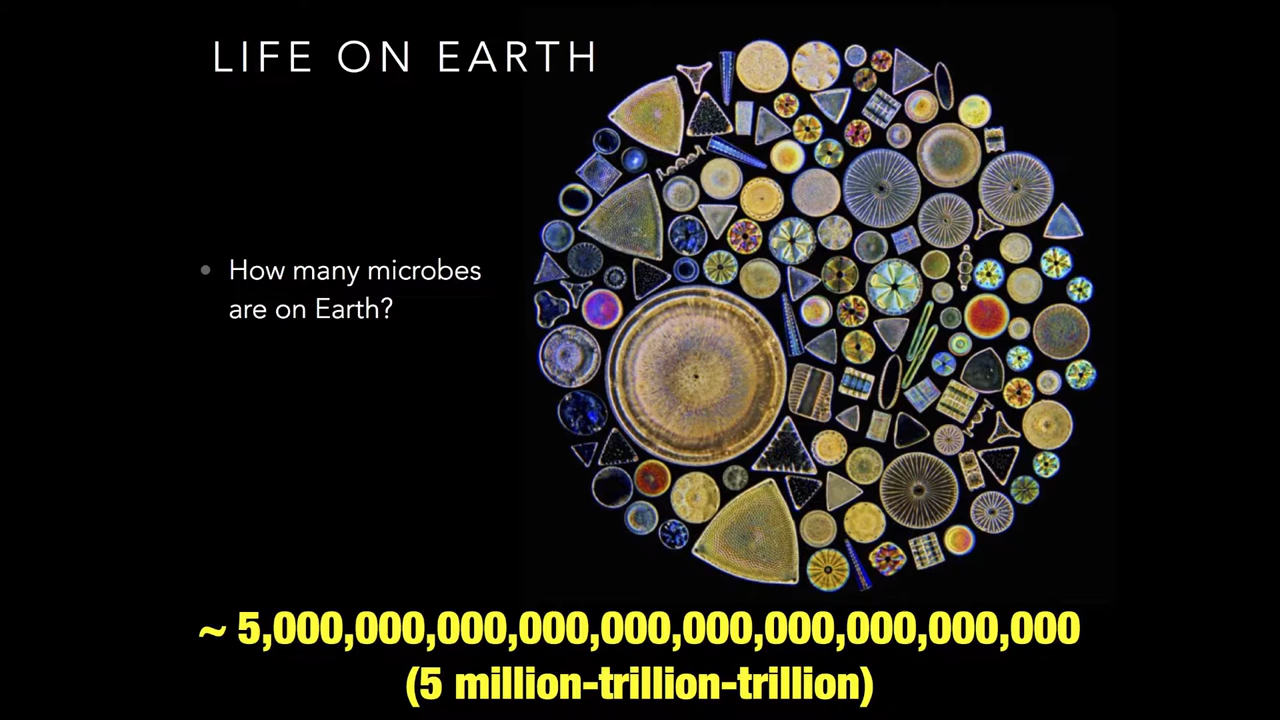 LIFE ON EARTH
• How many microbes
are on Earth?
~ 5,000,000,000,000,000,000,000,000,000,000
(5 million-trillion-trillion)